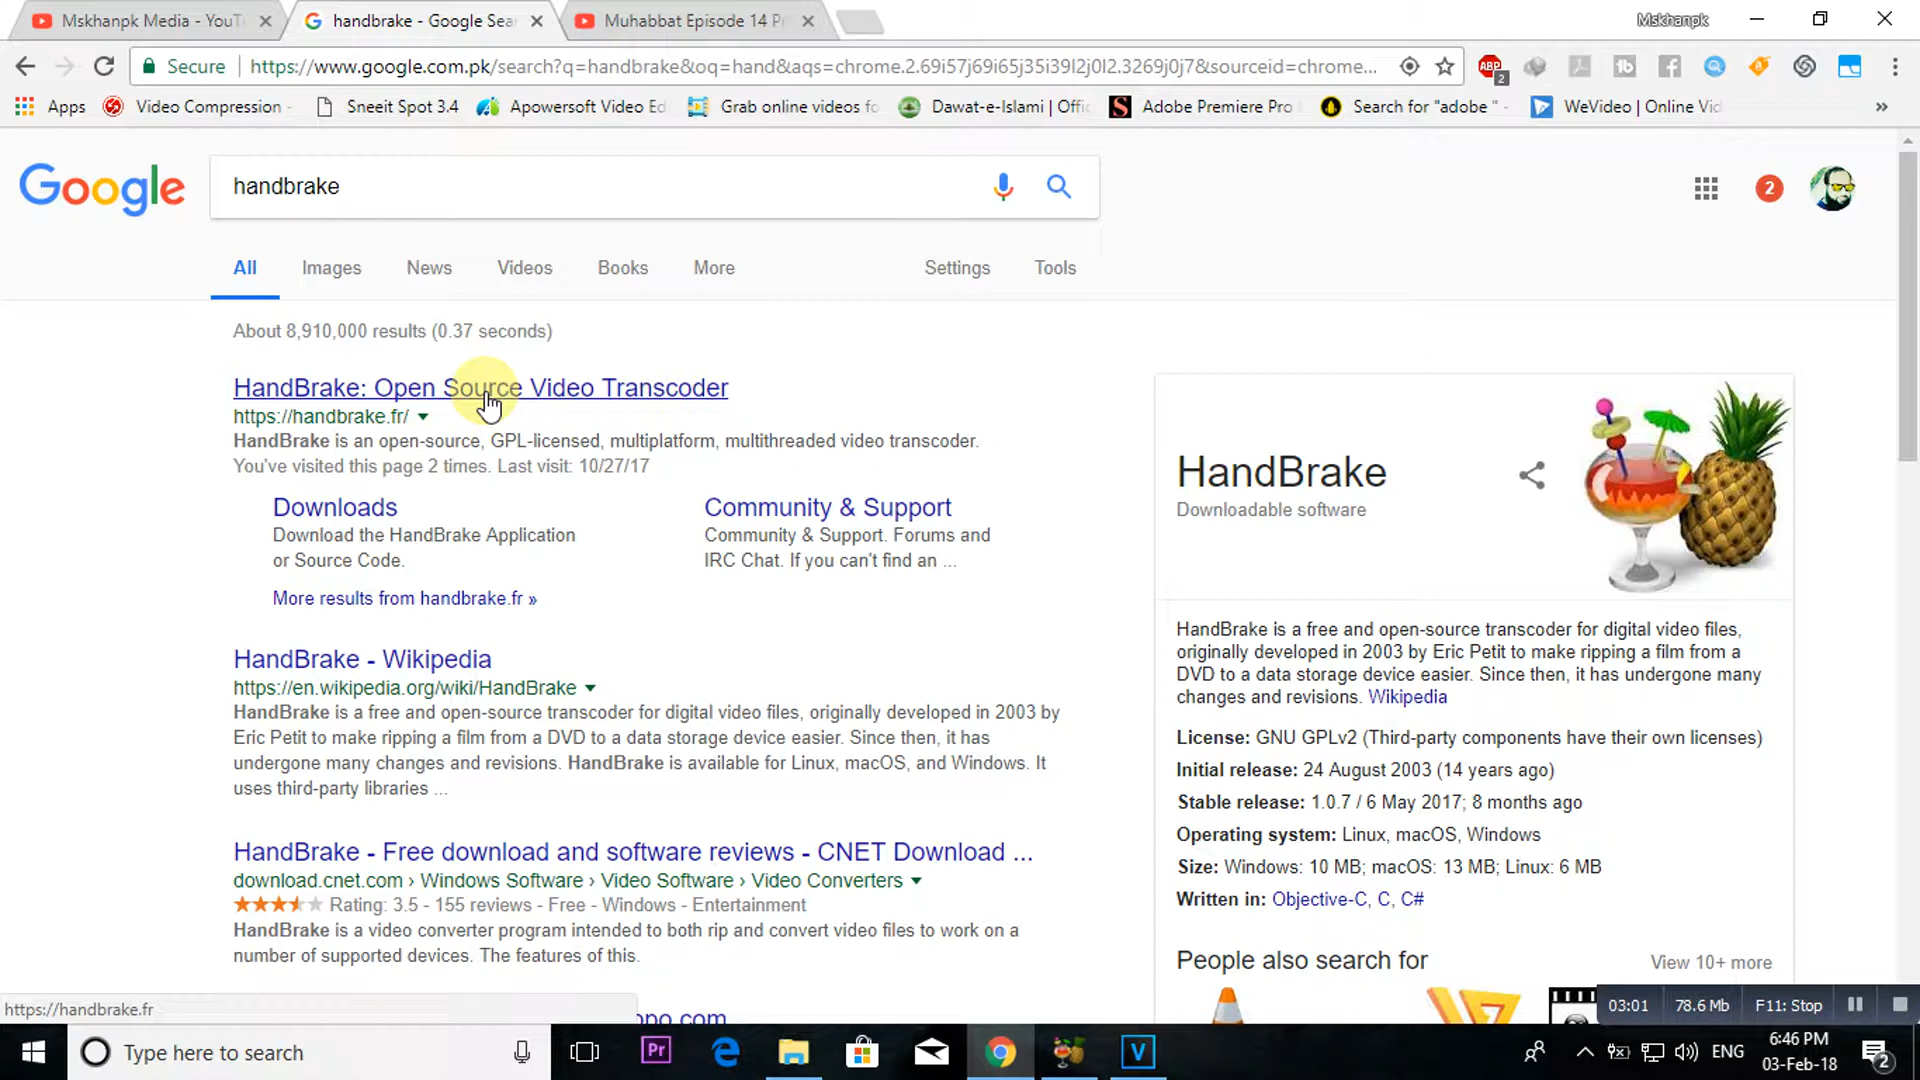 Mskhanpk Media - YouT
handbrake - Google Sear
Muhabbat Episode 14 P
Mskhanpk
Secure
https://www.google.com.pk/search?q=handbrake&oq=hand&aqs=chrome.2.69i57j69i65j35i39l2j0l2.3269j0j7&sourceid=chrome...
ABP
2
Apps
Video Compression -
Sneeit Spot 3.4
Apowersoft Video Ed
Grab online videos fo
Dawat-e-Islami | Offic
Adobe Premiere Pro
Search for "adobe " -
WeVideo | Online Vid
»
Google
handbrake
2
All
Images
News
Videos
Books
More
Settings
Tools
About 8,910,000 results (0.37 seconds)
HandBrake: Open Source Video Transcoder
https://handbrake.fr/
HandBrake is an open-source, GPL-licensed, multiplatform, multithreaded video transcoder.
You've visited this page 2 times. Last visit: 10/27/17
Downloads
Download the HandBrake Application
or Source Code.
Community & Support
Community & Support. Forums and
IRC Chat. If you can't find an ...
More results from handbrake.fr »
HandBrake - Wikipedia
https://en.wikipedia.org/wiki/HandBrake
HandBrake is a free and open-source transcoder for digital video files, originally developed in 2003 by
Eric Petit to make ripping a film from a DVD to a data storage device easier. Since then, it has
undergone many changes and revisions. HandBrake is available for Linux, macOS, and Windows. It
uses third-party libraries ...
HandBrake - Free download and software reviews - CNET Download ...
download.cnet.com › Windows Software › Video Software › Video Converters
Rating: 3.5 - 155 reviews - Free - Windows - Entertainment
HandBrake is a video converter program intended to both rip and convert video files to work on a
number of supported devices. The features of this.
HandBrake
Downloadable software
HandBrake is a free and open-source transcoder for digital video files,
originally developed in 2003 by Eric Petit to make ripping a film from a
DVD to a data storage device easier. Since then, it has undergone many
changes and revisions. Wikipedia
License: GNU GPLv2 (Third-party components have their own licenses)
Initial release: 24 August 2003 (14 years ago)
Stable release: 1.0.7 / 6 May 2017; 8 months ago
Operating system: Linux, macOS, Windows
Size: Windows: 10 MB; macOS: 13 MB; Linux: 6 MB
Written in: Objective-C, C, C#
People also search for
View 10+ more
https://handbrake.fr
03:01
78.6 Mb
F11: Stop
Type here to search
Pr
V
ENG
6:46 PM
03-Feb-18
2